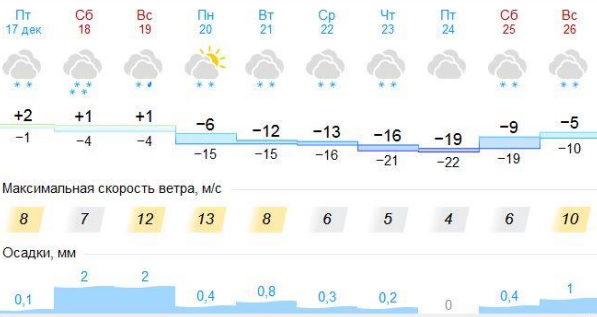 Пт Сб Вс Пн Вт Ср Чт Пт Сб Вс
17 дек 18 19 20 21 22 23 24 25 26
+2 +1 +1 −6 −12 −13 −16 −19 −9 −5
−1 −4 −4 −15 −15 −16 −21 −22 −19 −10
Максимальная скорость ветра, м/с
8 7 12 13 8 6 5 4 6 10
Осадки, мм
0,1 2 2 0,4 0,8 0,3 0,2 0 0,4 1